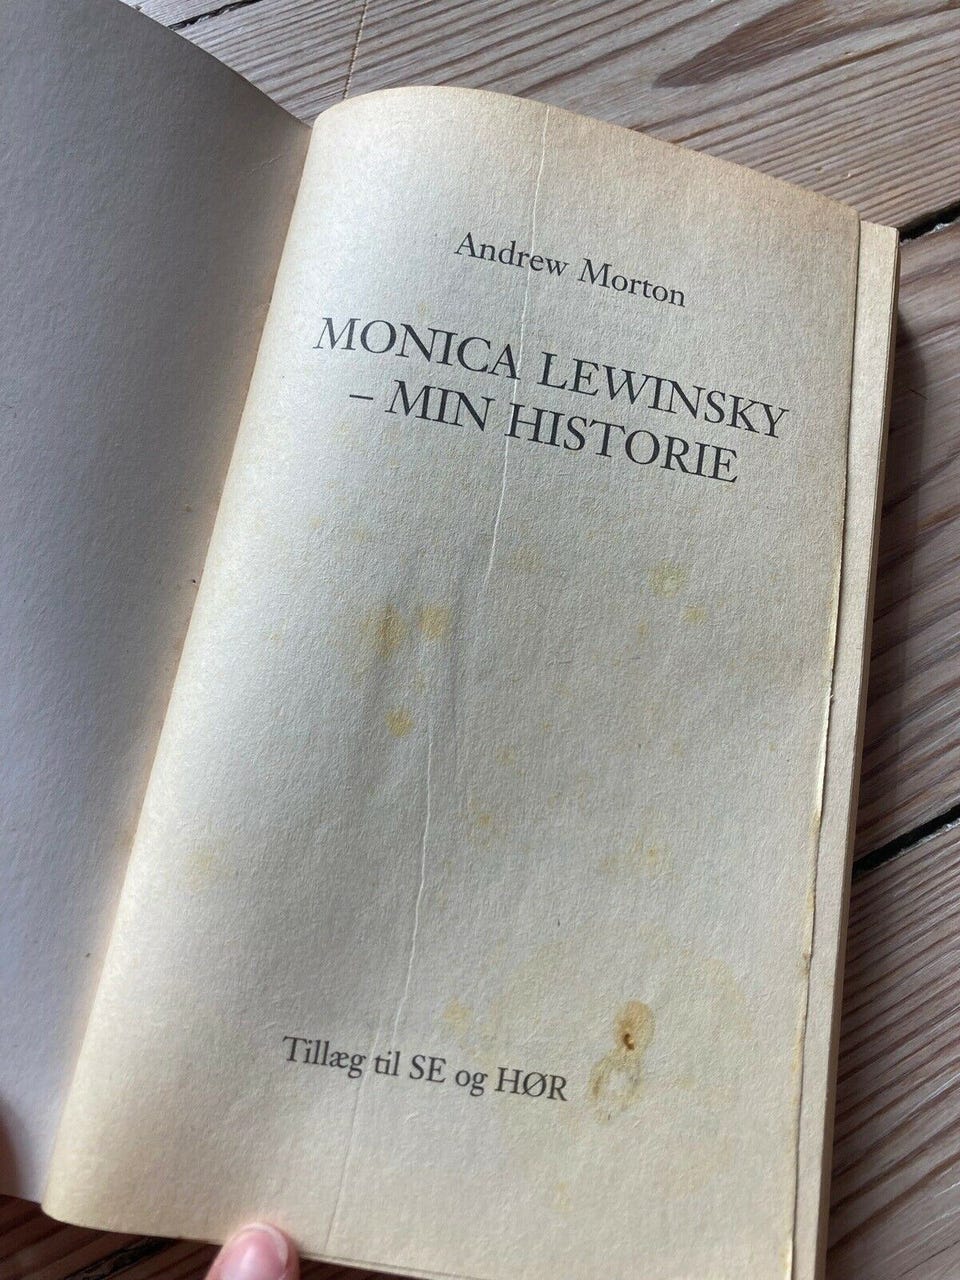 Andrew Morton
MONICA LEWINSKY
– MIN HISTORIE
Tillæg til SE og HØR